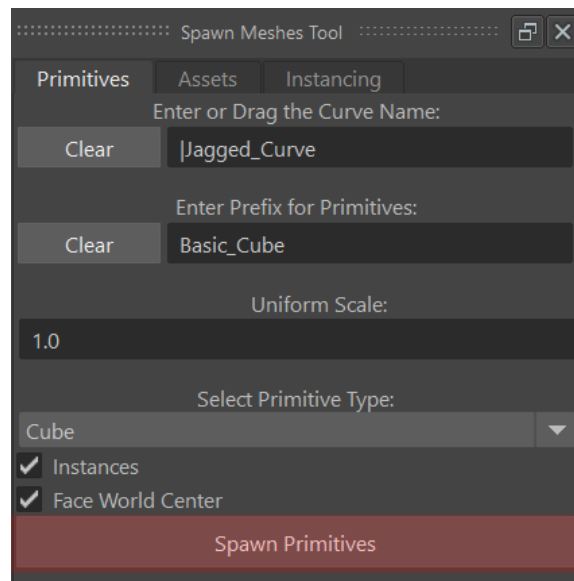 Spawn Meshes Tool
Primitives Assets Instancing
Enter or Drag the Curve Name:
Clear |Jagged_Curve
Enter Prefix for Primitives:
Clear Basic_Cube
Uniform Scale:
1.0
Select Primitive Type:
Cube
Instances
Face World Center
Spawn Primitives